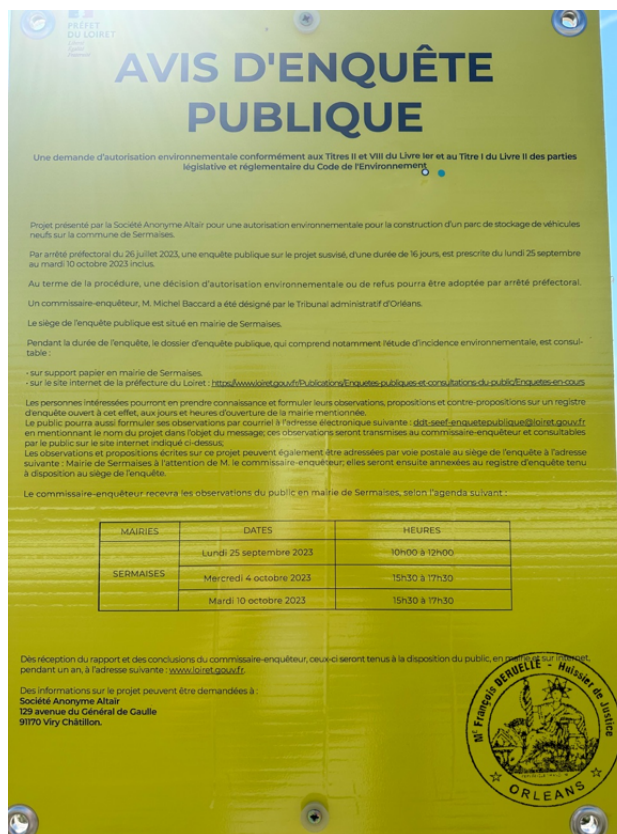 PRÉFET
DU LOIRET
AVIS D'ENQUÊTE
PUBLIQUE
Une demande d'autorisation environnementale conformément aux Titres II et VIII du Livre Ier et au Titre I du Livre II des parties
législative et réglementaire du Code de l'Environnement
Projet présenté par la Société Anonyme Altaïr pour une autorisation environnementale pour la construction d'un parc de stockage de véhicules
neufs sur la commune de Sermaises.
Par arrêté préfectoral du 26 juillet 2023, une enquête publique sur le projet susvisé, d'une durée de 16 jours, est prescrite du lundi 25 septembre
au mardi 10 octobre 2023 inclus.
Au terme de la procédure, une décision d'autorisation environnementale ou de refus pourra être adoptée par arrêté préfectoral.
Un commissaire-enquêteur, M. Michel Baccard a été désigné par le Tribunal administratif d'Orléans.
Le siège de l'enquête publique est situé en mairie de Sermaises.
Pendant la durée de l'enquête, le dossier d'enquête publique, qui comprend notamment l'étude d'incidence environnementale, est consul-
table :
- sur support papier en mairie de Sermaises.
- sur le site internet de la préfecture du Loiret : https://www.loiret.gouv.fr/Publications/Enquetes-publiques-et-consultations-du-public/Enquetes-en-cours
Les personnes intéressées pourront en prendre connaissance et formuler leurs observations, propositions et contre-propositions sur un registre
d'enquête ouvert à cet effet, aux jours et heures d'ouverture de la mairie mentionnée.
Le public pourra aussi formuler ses observations par courriel à l'adresse électronique suivante : ddt-seef-enquetepublique@loiret.gouv.fr
en mentionnant le nom du projet dans l'objet du message; ces observations seront transmises au commissaire-enquêteur et consultables
par le public sur le site internet indiqué ci-dessus;
Les observations et propositions écrites sur ce projet peuvent également être adressées par voie postale au siège de l'enquête à l'adresse
suivante : Mairie de Sermaises à l'attention de M. le commissaire-enquêteur; elles seront ensuite annexées au registre d'enquête tenu
à disposition au siège de l'enquête.
Le commissaire-enquêteur recevra les observations du public en mairie de Sermaises, selon l'agenda suivant :
MAIRIES DATES HEURES
Lundi 25 septembre 2023 10h00 à 12h00
SERMAISES Mercredi 4 octobre 2023 15h30 à 17h30
Mardi 10 octobre 2023 15h30 à 17h30
Dès réception du rapport et des conclusions du commissaire-enquêteur, ceux-ci seront tenus à la disposition du public, en mairie et sur internet,
pendant un an, à l'adresse suivante : www.loiret.gouv.fr.
Des informations sur le projet peuvent être demandées à :
Société Anonyme Altaïr
129 avenue du Général de Gaulle
91170 Viry Châtillon.
Mr François DERUELLE - Huissier de Justice
ORLEANS